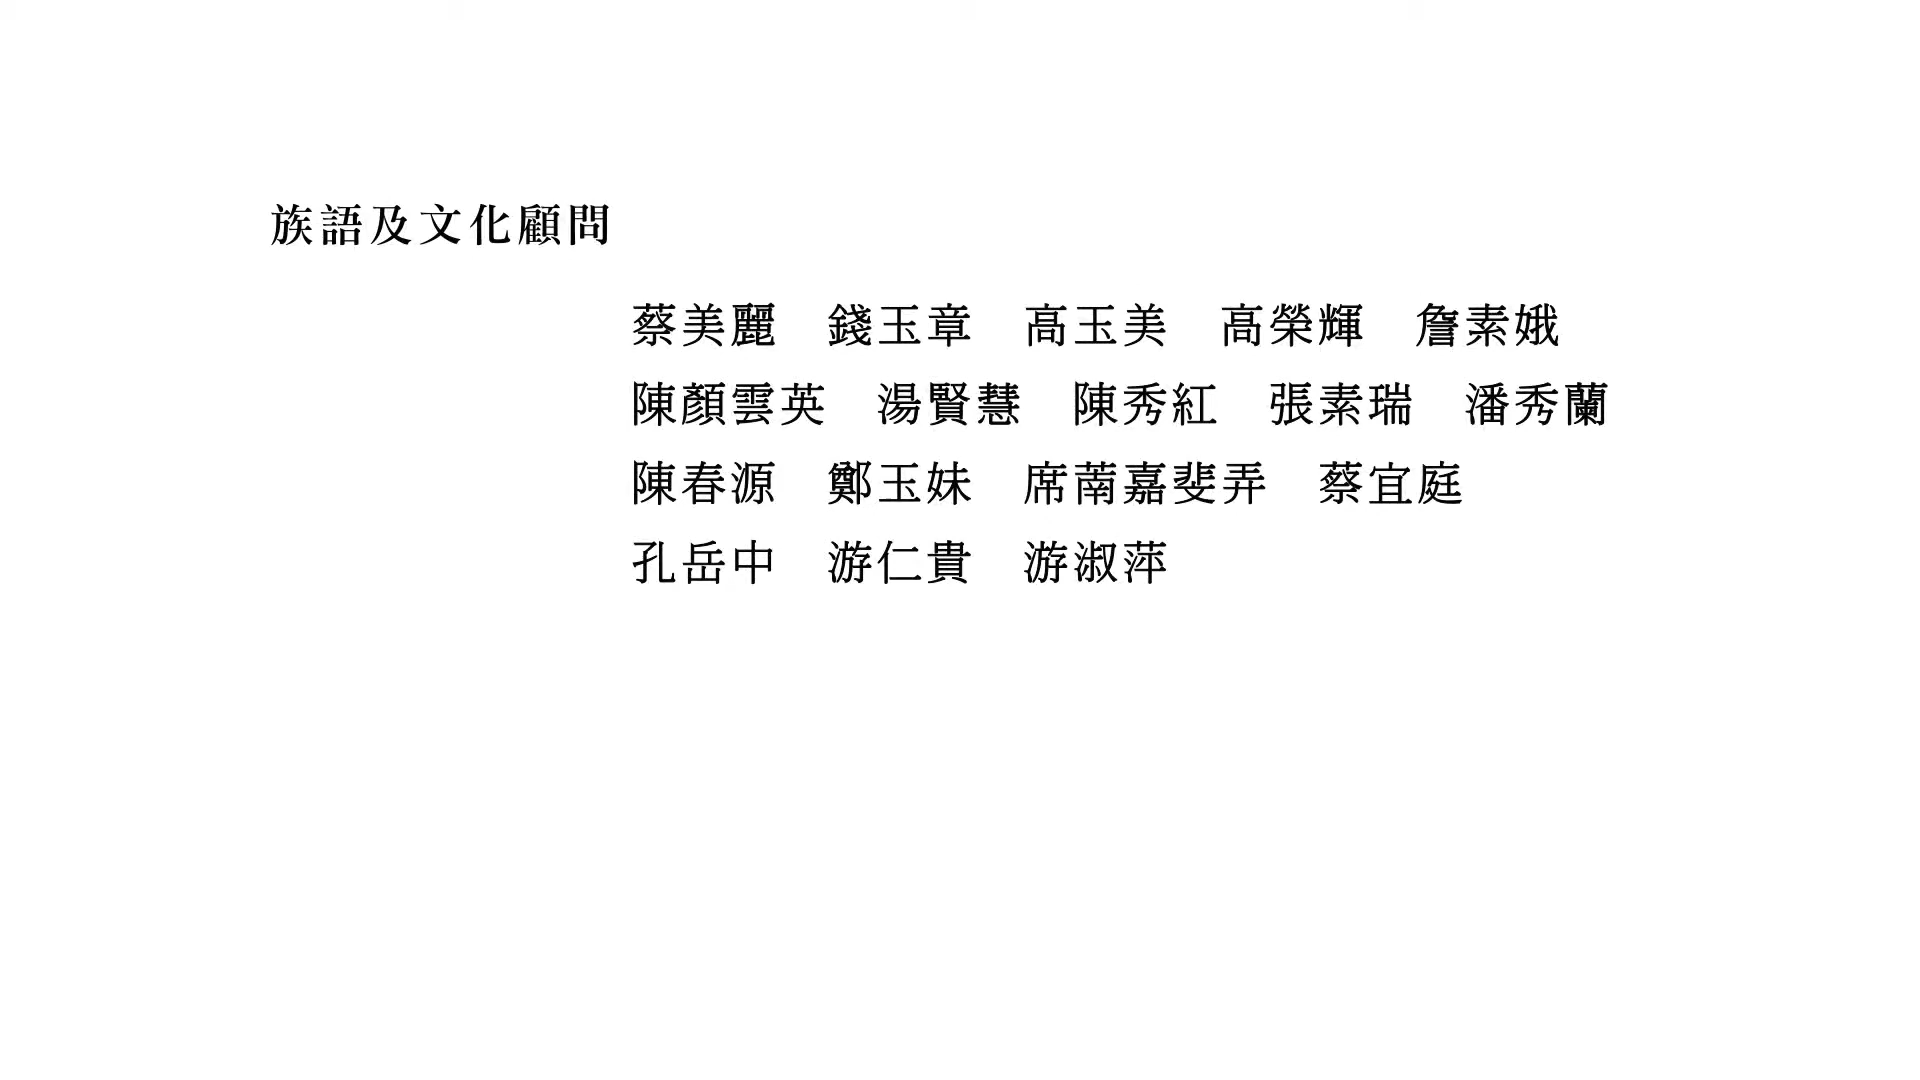 族語及文化顧問
蔡美麗　錢玉章　高玉美　高榮輝　詹素娥
陳顏雲英　湯賢慧　陳秀紅　張素瑞　潘秀蘭
陳春源　鄭玉妹　席萳嘉斐弄　蔡宜庭
孔岳中　游仁貴　游淑萍